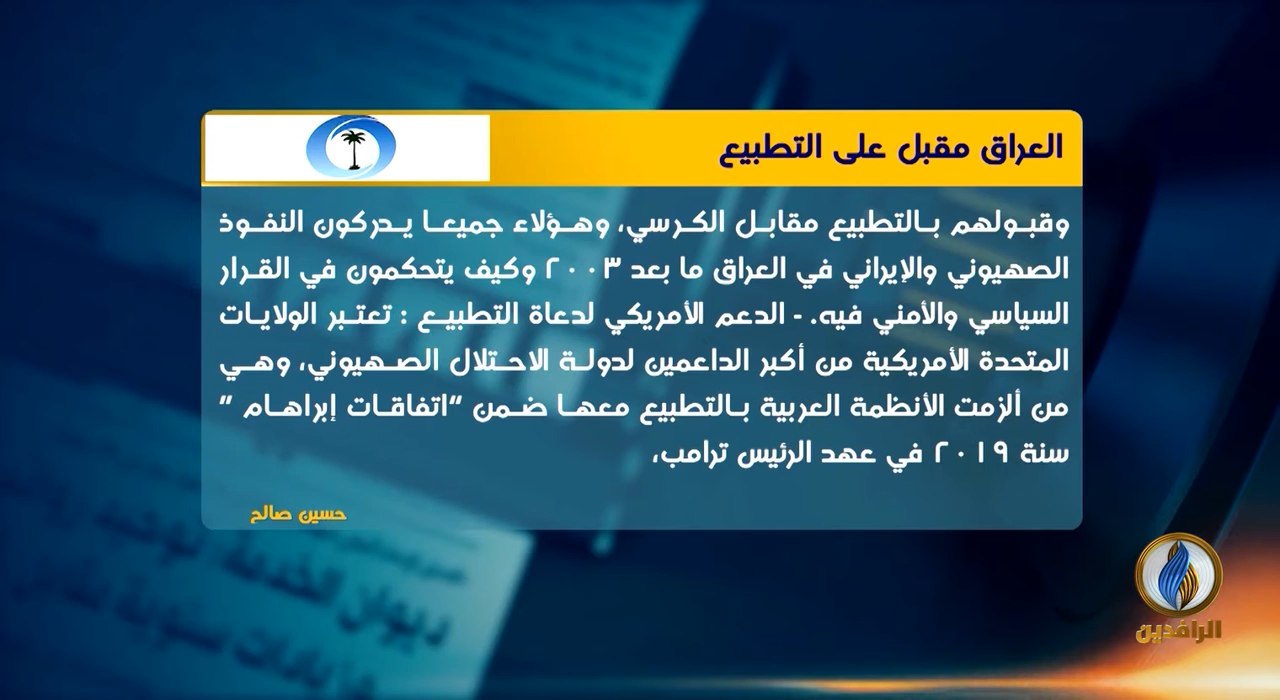 العراق مقبل على التطبيع
وقبولهم بالتطبيع مقابل الكرسي، وهؤلاء جميعا يدركون النفوذ
الصهيوني والإيراني في العراق ما بعد ٢٠٠٣ وكيف يتحكمون في القرار
السياسي والأمني فيه. - الدعم الأمريكي لدعاة التطبيع : تعتبر الولايات
المتحدة الأمريكية من أكبر الداعمين لدولة الاحتلال الصهيوني، وهي
من ألزمت الأنظمة العربية بالتطبيع معها ضمن “اتفاقات إبراهام ”
سنة ٢٠١٩ في عهد الرئيس ترامب،
حسين صالح
الرافدين
ديوان الخدمة:
سنوية